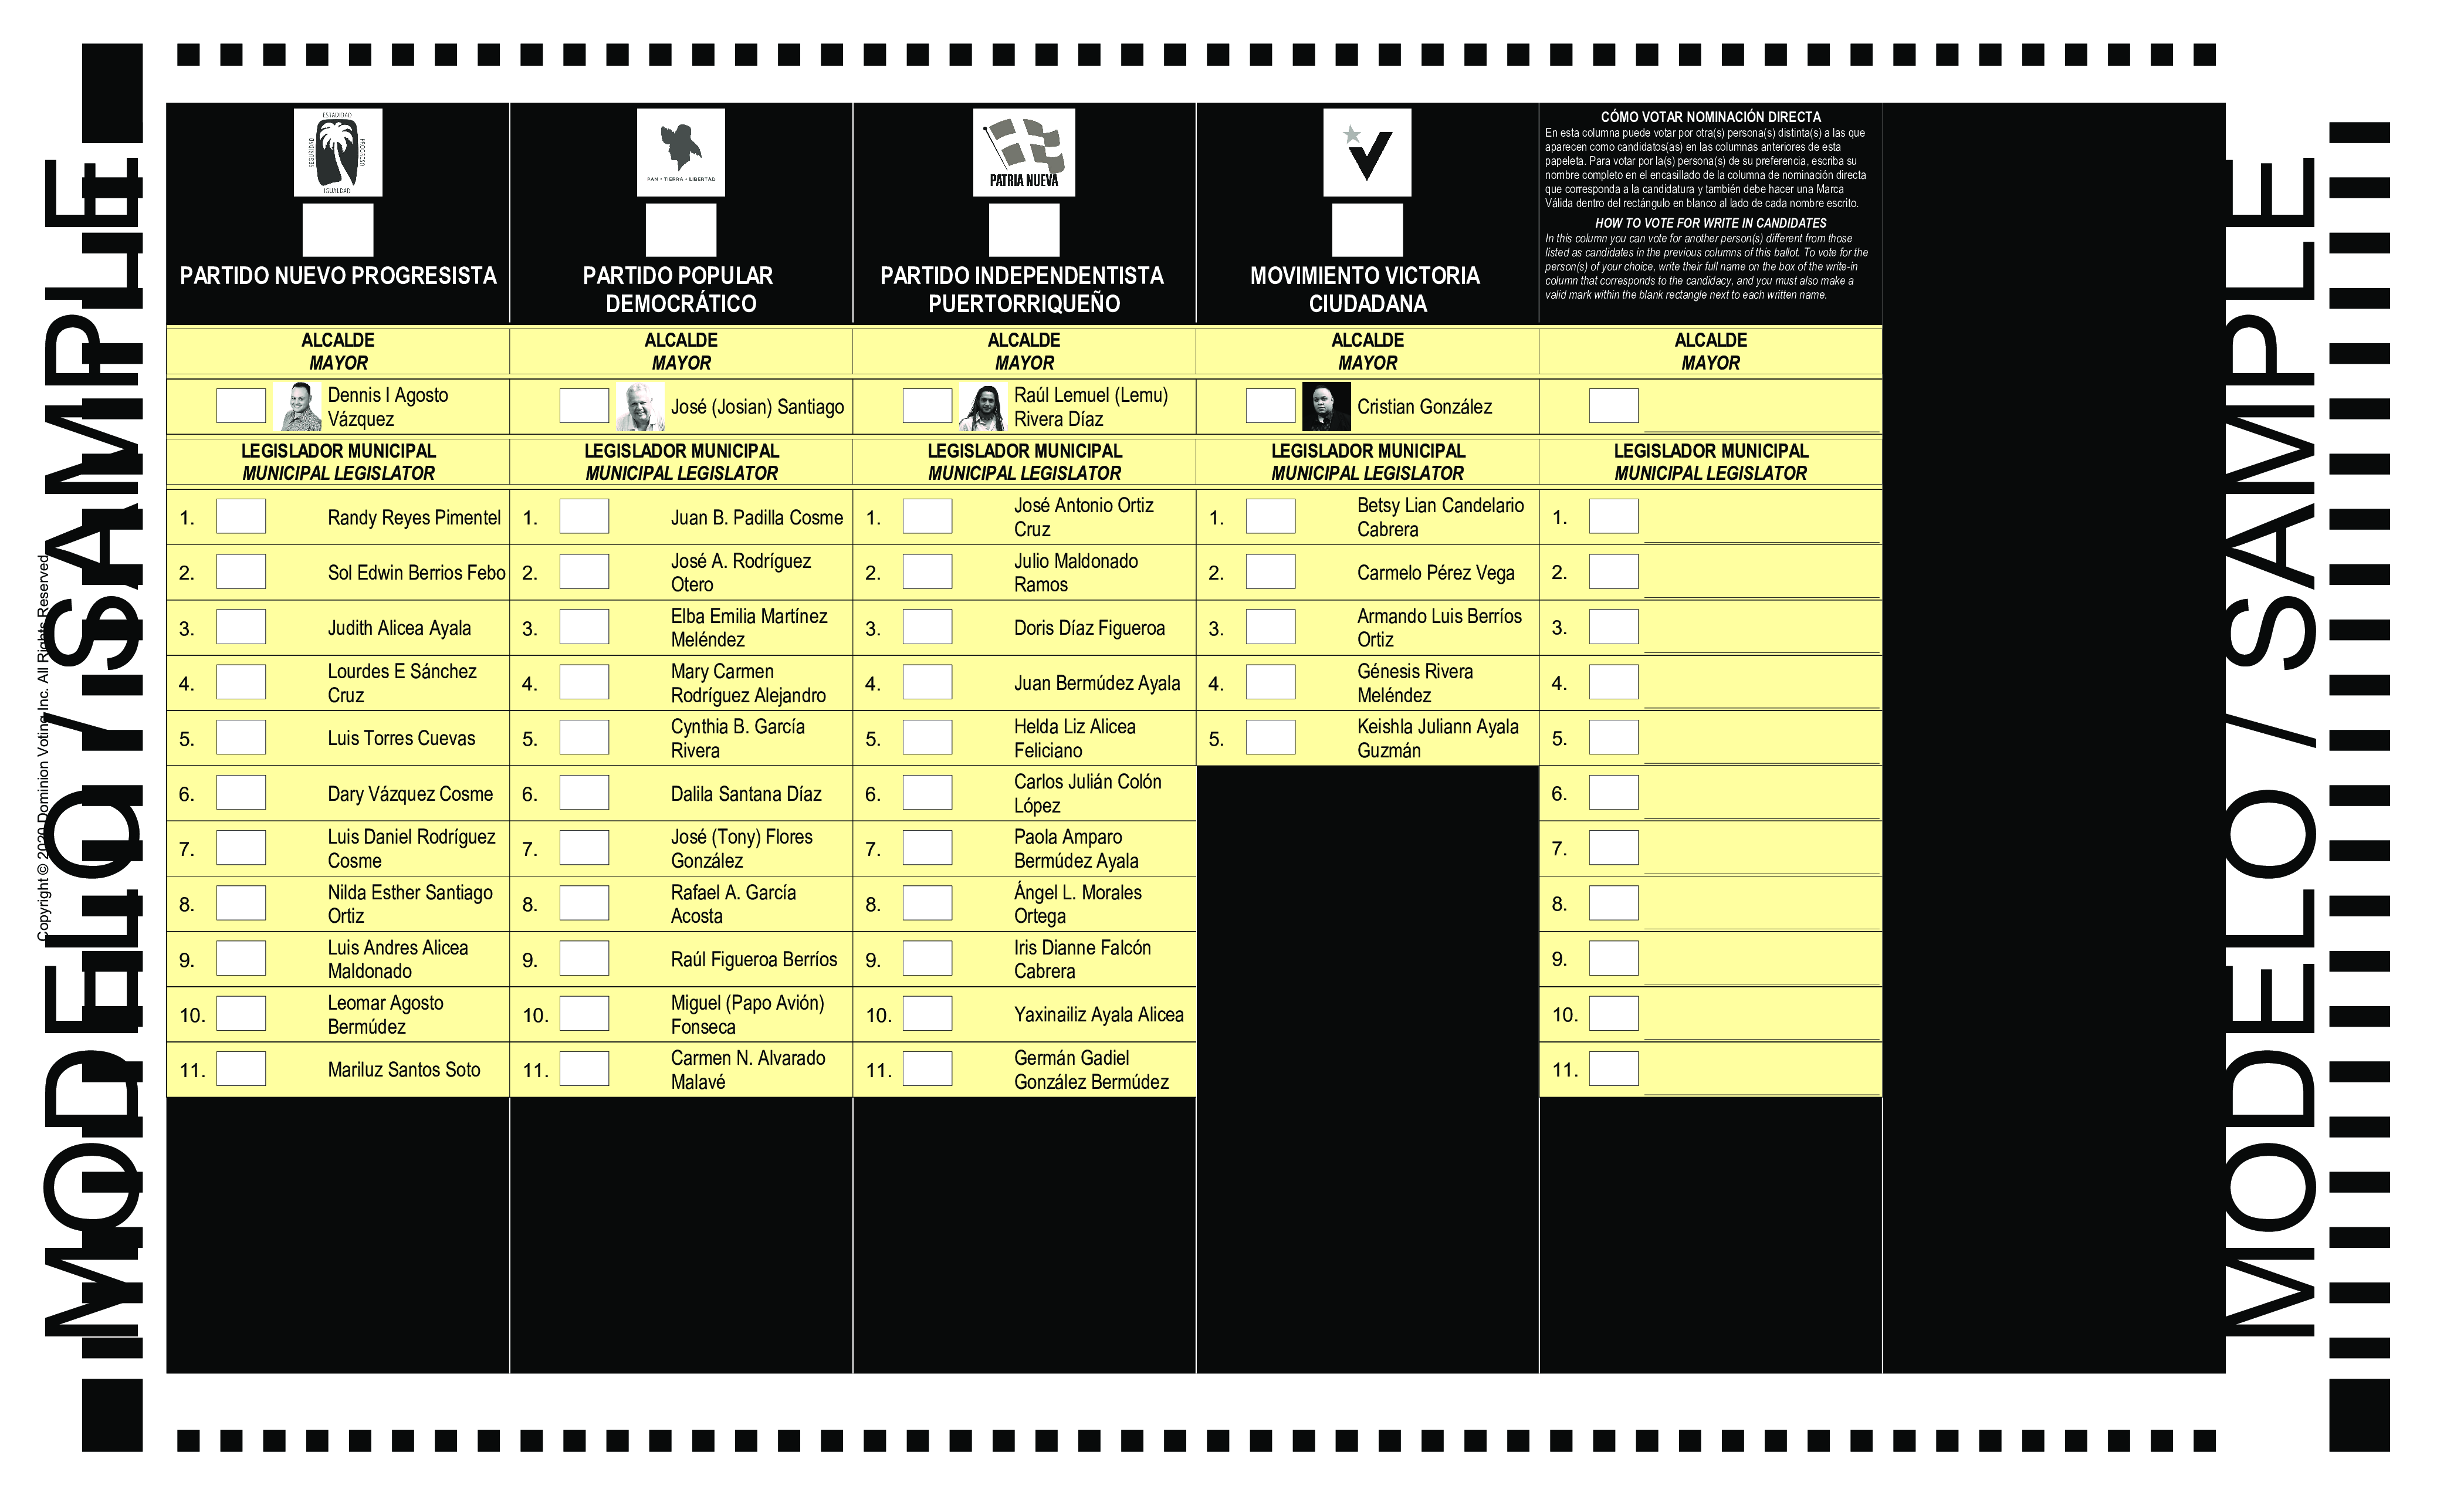 MODELO / SAMPLE
Copyright © 2020 Dominion Voting Inc. All Rights Reserved
ESTADIDAD
SEGURIDAD
PROGRESO
IGUALDAD
PARTIDO NUEVO PROGRESISTA
ALCALDE
MAYOR
Dennis I Agosto
Vázquez
LEGISLADOR MUNICIPAL
MUNICIPAL LEGISLATOR
1. Randy Reyes Pimentel
2. Sol Edwin Berrios Febo
3. Judith Alicea Ayala
4. Lourdes E Sánchez
Cruz
5. Luis Torres Cuevas
6. Dary Vázquez Cosme
7. Luis Daniel Rodríguez
Cosme
8. Nilda Esther Santiago
Ortiz
9. Luis Andres Alicea
Maldonado
10. Leomar Agosto
Bermúdez
11. Mariluz Santos Soto
PAN • TIERRA • LIBERTAD
PARTIDO POPULAR
DEMOCRÁTICO
ALCALDE
MAYOR
José (Josian) Santiago
LEGISLADOR MUNICIPAL
MUNICIPAL LEGISLATOR
1. Juan B. Padilla Cosme
2. José A. Rodríguez
Otero
3. Elba Emilia Martínez
Meléndez
4. Mary Carmen
Rodríguez Alejandro
5. Cynthia B. García
Rivera
6. Dalila Santana Díaz
7. José (Tony) Flores
González
8. Rafael A. García
Acosta
9. Raúl Figueroa Berríos
10. Miguel (Papo Avión)
Fonseca
11. Carmen N. Alvarado
Malavé
PATRIA NUEVA
PARTIDO INDEPENDENTISTA
PUERTORRIQUEÑO
ALCALDE
MAYOR
Raúl Lemuel (Lemu)
Rivera Díaz
LEGISLADOR MUNICIPAL
MUNICIPAL LEGISLATOR
1. José Antonio Ortiz
Cruz
2. Julio Maldonado
Ramos
3. Doris Díaz Figueroa
4. Juan Bermúdez Ayala
5. Helda Liz Alicea
Feliciano
6. Carlos Julián Colón
López
7. Paola Amparo
Bermúdez Ayala
8. Ángel L. Morales
Ortega
9. Iris Dianne Falcón
Cabrera
10. Yaxinailiz Ayala Alicea
11. Germán Gadiel
González Bermúdez
MOVIMIENTO VICTORIA
CIUDADANA
ALCALDE
MAYOR
Cristian González
LEGISLADOR MUNICIPAL
MUNICIPAL LEGISLATOR
1. Betsy Lian Candelario
Cabrera
2. Carmelo Pérez Vega
3. Armando Luis Berríos
Ortiz
4. Génesis Rivera
Meléndez
5. Keishla Juliann Ayala
Guzmán
CÓMO VOTAR NOMINACIÓN DIRECTA
En esta columna puede votar por otra(s) persona(s) distinta(s) a las que
aparecen como candidatos(as) en las columnas anteriores de esta
papeleta. Para votar por la(s) persona(s) de su preferencia, escriba su
nombre completo en el encasillado de la columna de nominación directa
que corresponda a la candidatura y también debe hacer una Marca
Válida dentro del rectángulo en blanco al lado de cada nombre escrito.
HOW TO VOTE FOR WRITE IN CANDIDATES
In this column you can vote for another person(s) different from those
listed as candidates in the previous columns of this ballot. To vote for the
person(s) of your choice, write their full name on the box of the write-in
column that corresponds to the candidacy, and you must also make a
valid mark within the blank rectangle next to each written name.
ALCALDE
MAYOR
LEGISLADOR MUNICIPAL
MUNICIPAL LEGISLATOR
1.
2.
3.
4.
5.
6.
7.
8.
9.
10.
11.
MODELO / SAMPLE